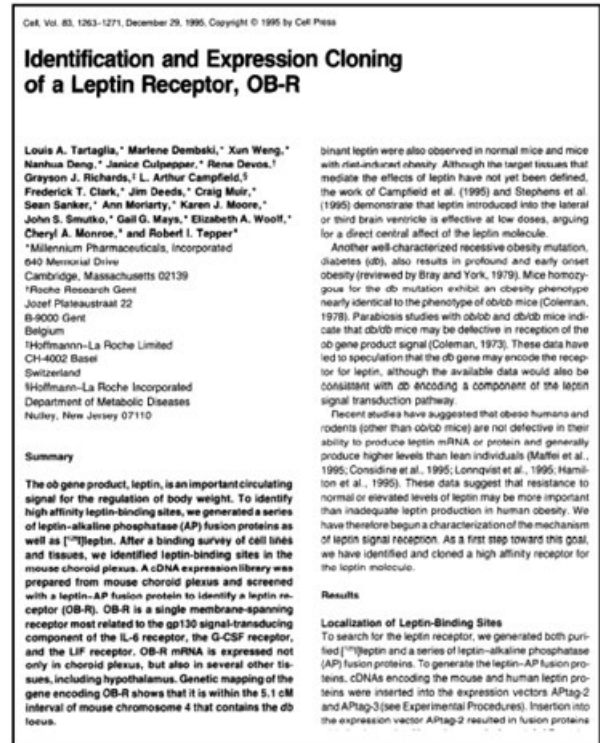 Cell, Vol. 83, 1263-1271, December 29, 1995, Copyright © 1995 by Cell Press
Identification and Expression Cloning
of a Leptin Receptor, OB-R
Louis A. Tartaglia,* Marlene Dembski,* Xun Weng,*
Nanhua Deng,* Janice Culpepper,* Rene Devos,†
Grayson J. Richards,‡ L. Arthur Campfield,§
Frederick T. Clark,* Jim Deeds,* Craig Muir,*
Sean Sanker,* Ann Moriarty,* Karen J. Moore,*
John S. Smutko,* Gail G. Mays,* Elizabeth A. Woolf,*
Cheryl A. Monroe,* and Robert I. Tepper*
*Millennium Pharmaceuticals, Incorporated
640 Memorial Drive
Cambridge, Massachusetts 02139
†Roche Research Gent
Jozef Plateaustraat 22
B-9000 Gent
Belgium
‡Hoffmann–La Roche Limited
CH-4002 Basel
Switzerland
§Hoffmann–La Roche Incorporated
Department of Metabolic Diseases
Nutley, New Jersey 07110
Summary
The ob gene product, leptin, is an important circulating
signal for the regulation of body weight. To identify
high affinity leptin-binding sites, we generated a series
of leptin-alkaline phosphatase (AP) fusion proteins as
well as [¹²⁵I]leptin. After a binding survey of cell lines
and tissues, we identified leptin-binding sites in the
mouse choroid plexus. A cDNA expression library was
prepared from mouse choroid plexus and screened
with a leptin-AP fusion protein to identify a leptin re-
ceptor (OB-R). OB-R is a single membrane-spanning
receptor most related to the gp130 signal-transducing
component of the IL-6 receptor, the G-CSF receptor,
and the LIF receptor. OB-R mRNA is expressed not
only in choroid plexus, but also in several other tis-
sues, including hypothalamus. Genetic mapping of the
gene encoding OB-R shows that it is within the 5.1 cM
interval of mouse chromosome 4 that contains the db
locus.
binant leptin were also observed in normal mice and mice
with diet-induced obesity. Although the target tissues that
mediate the effects of leptin have not yet been defined,
the work of Campfield et al. (1995) and Stephens et al.
(1995) demonstrate that leptin introduced into the lateral
or third brain ventricle is effective at low doses, arguing
for a direct central affect of the leptin molecule.
Another well-characterized recessive obesity mutation,
diabetes (db), also results in profound and early onset
obesity (reviewed by Bray and York, 1979). Mice homozy-
gous for the db mutation exhibit an obesity phenotype
nearly identical to the phenotype of ob/ob mice (Coleman,
1978). Parabiosis studies with ob/ob and db/db mice indi-
cate that db/db mice may be defective in reception of the
ob gene product signal (Coleman, 1973). These data have
led to speculation that the db gene may encode the recep-
tor for leptin, although the available data would also be
consistent with db encoding a component of the leptin
signal transduction pathway.
Recent studies have suggested that obese humans and
rodents (other than ob/ob mice) are not defective in their
ability to produce leptin mRNA or protein and generally
produce higher levels than lean individuals (Maffei et al.,
1995; Considine et al., 1995; Lonnqvist et al., 1995; Hamil-
ton et al., 1995). These data suggest that resistance to
normal or elevated levels of leptin may be more important
than inadequate leptin production in human obesity. We
have therefore begun a characterization of the mechanism
of leptin signal reception. As a first step toward this goal,
we have identified and cloned a high affinity receptor for
the leptin molecule.
Results
Localization of Leptin-Binding Sites
To search for the leptin receptor, we generated both puri-
fied [¹²⁵I]leptin and a series of leptin–alkaline phosphatase
(AP) fusion proteins. To generate the leptin–AP fusion pro-
teins, cDNAs encoding the mouse and human leptin pro-
teins were inserted into the expression vectors APtag-2
and APtag-3 (see Experimental Procedures). Insertion into
the expression vector APtag-2 resulted in fusion proteins